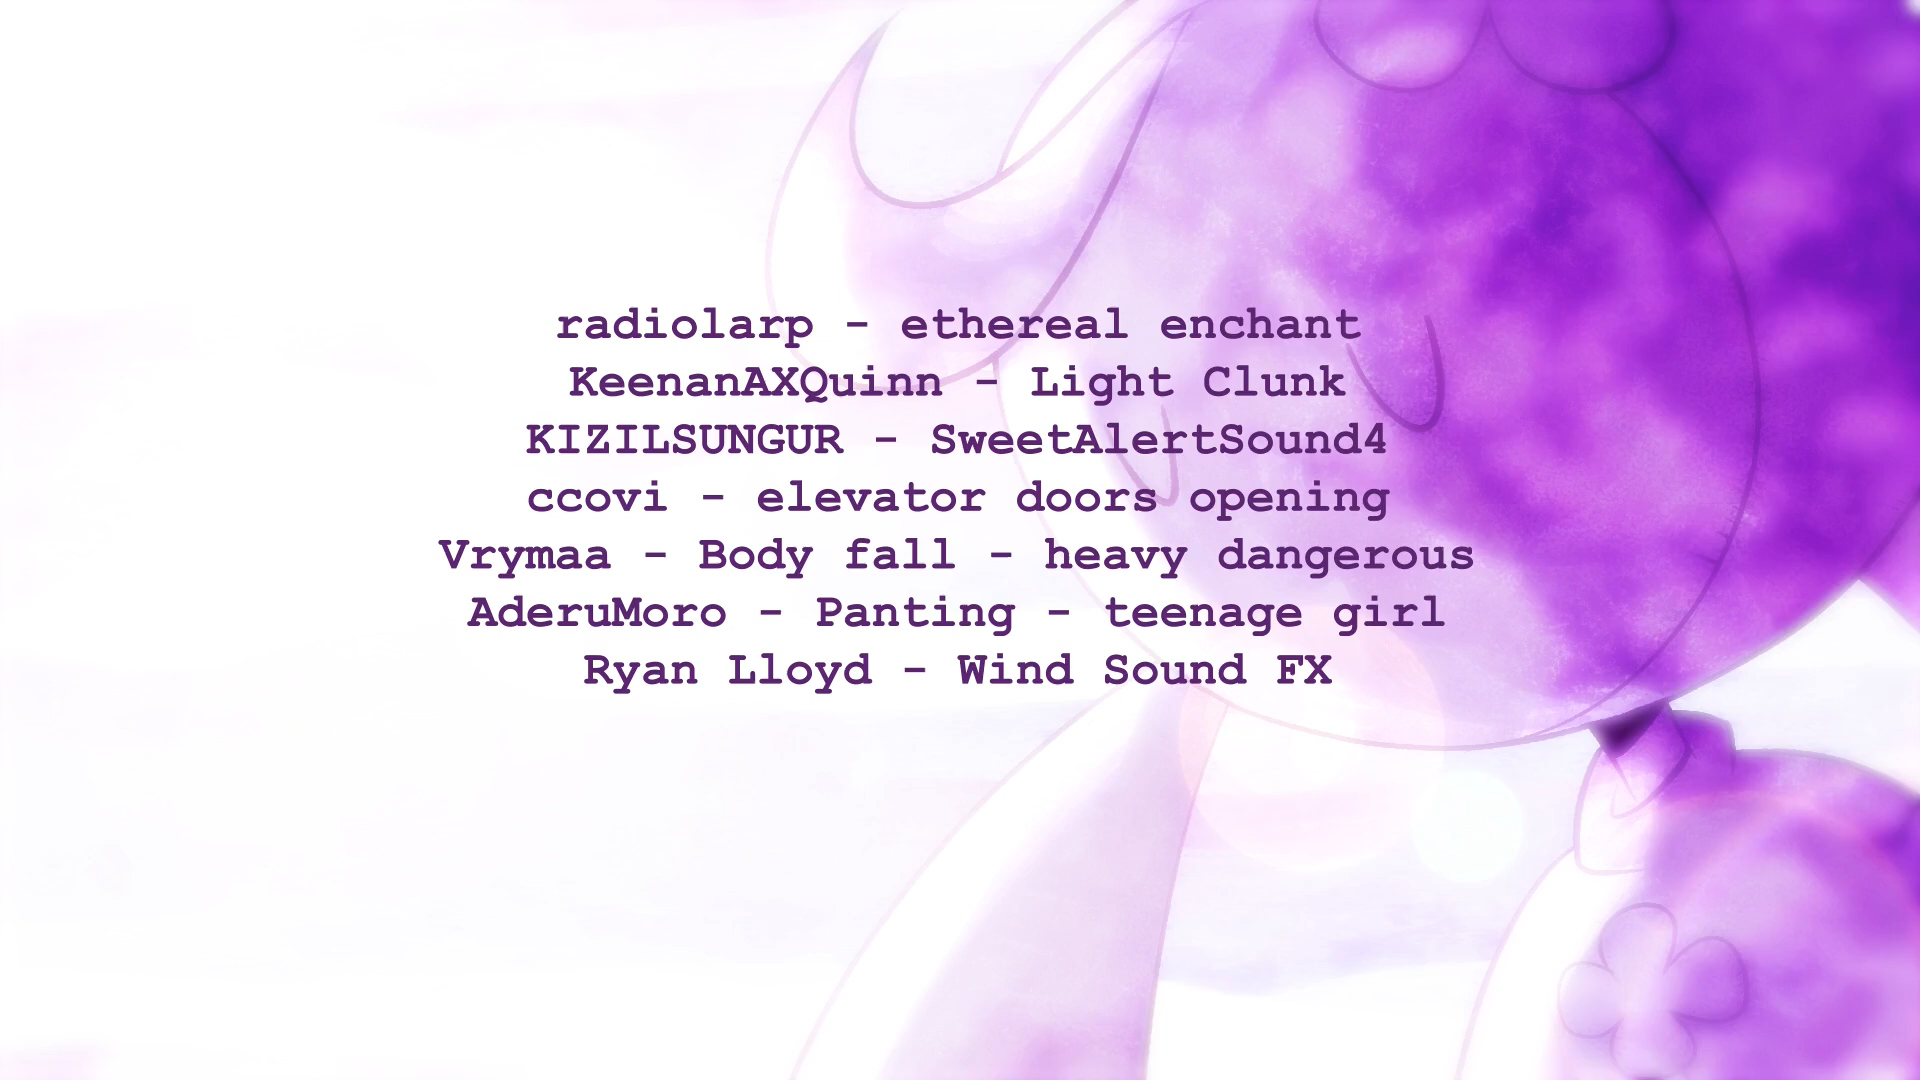 radiolarp - ethereal enchant
KeenanAXQuinn - Light Clunk
KIZILSUNGUR - SweetAlertSound4
ccovi - elevator doors opening
Vrymaa - Body fall - heavy dangerous
AderuMoro - Panting - teenage girl
Ryan Lloyd - Wind Sound FX